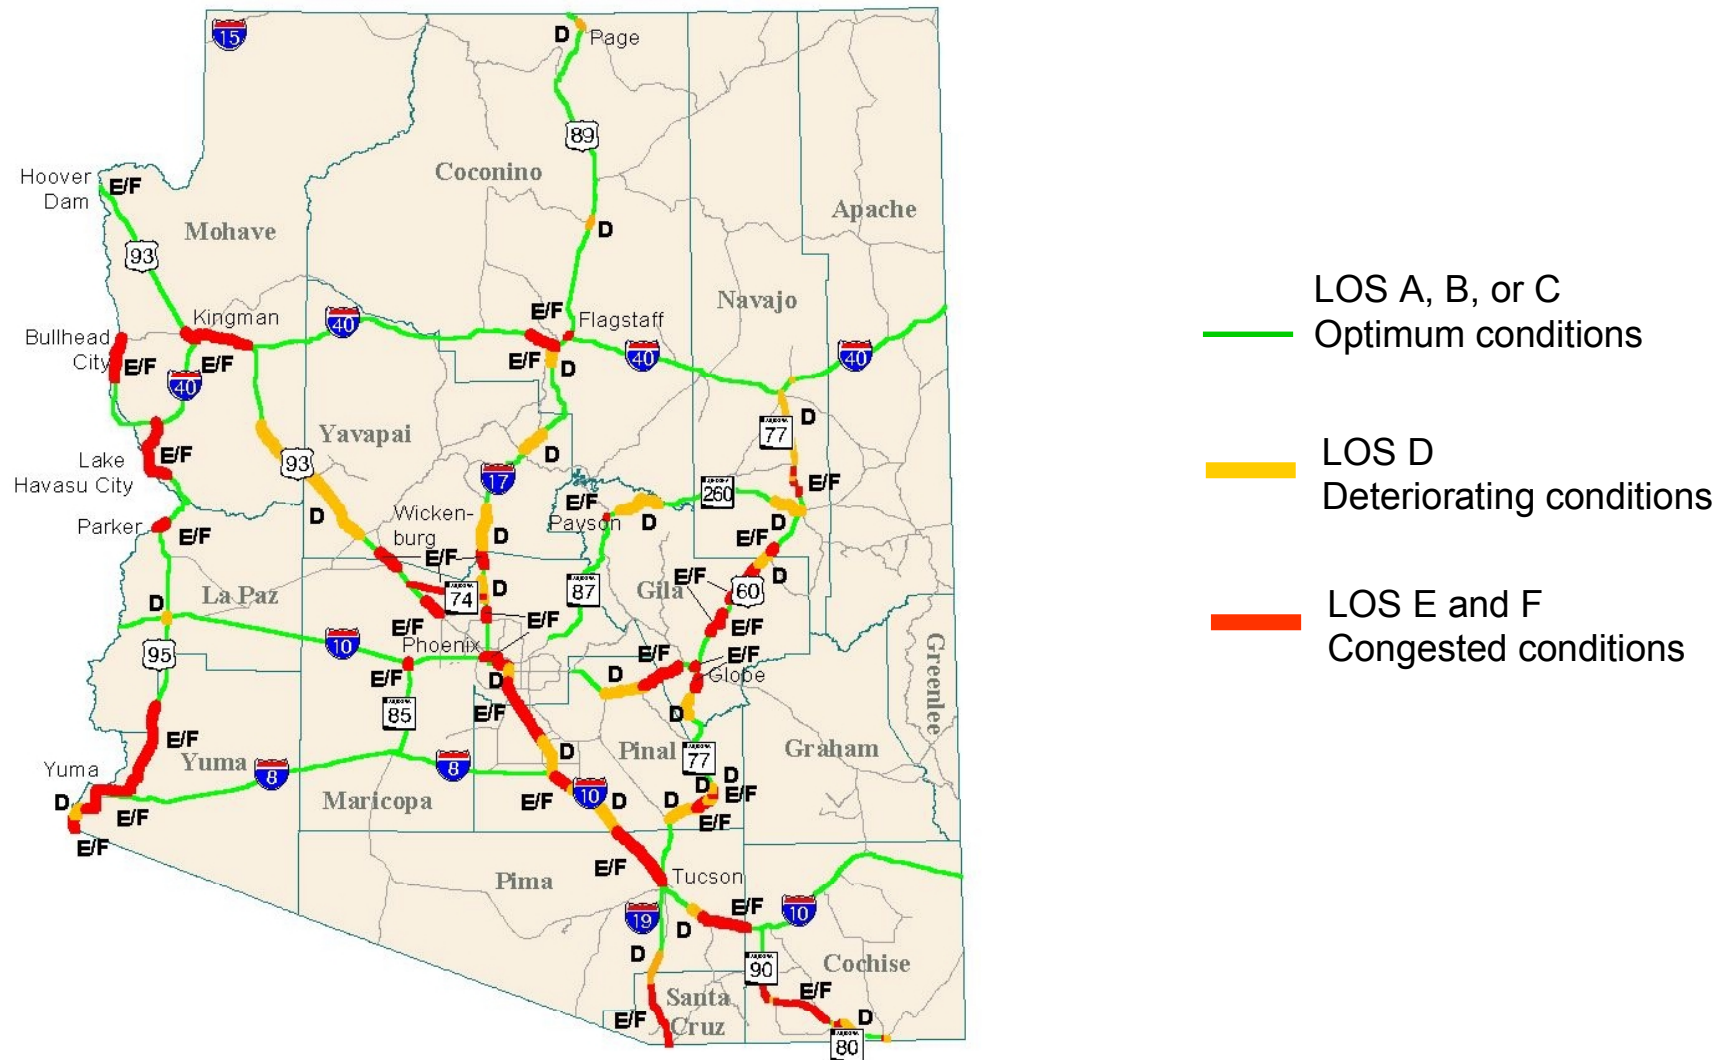 15
D
Page
89
Hoover
Dam
E/F
Coconino
Mohave
Apache
D
93
Navajo
Kingman
40
E/F
Flagstaff
Bullhead
City
E/F
E/F
40
E/F
D
40
40
D
77
Yavapai
E/F
93
D
Lake
Havasu City
17
260
E/F
E/F
Payson
D
D
Parker
E/F
D
Wicken-
burg
D
E/F
E/F
D
E/F
60
La Paz
ARIZONA
74
D
87
Gila
E/F
D
E/F
E/F
10
Phoenix
E/F
E/F
Globe
95
E/F
D
D
Greenlee
85
E/F
D
E/F
Yuma
D
Pinal
Graham
77
Yuma
8
8
D
D
E/F
E/F
Maricopa
E/F
10
D
D
E/F
E/F
E/F
Pima
Tucson
E/F
10
19
D
D
90
Cochise
E/F
Santa
Cruz
E/F
D
80
LOS A, B, or C
Optimum conditions
LOS D
Deteriorating conditions
LOS E and F
Congested conditions